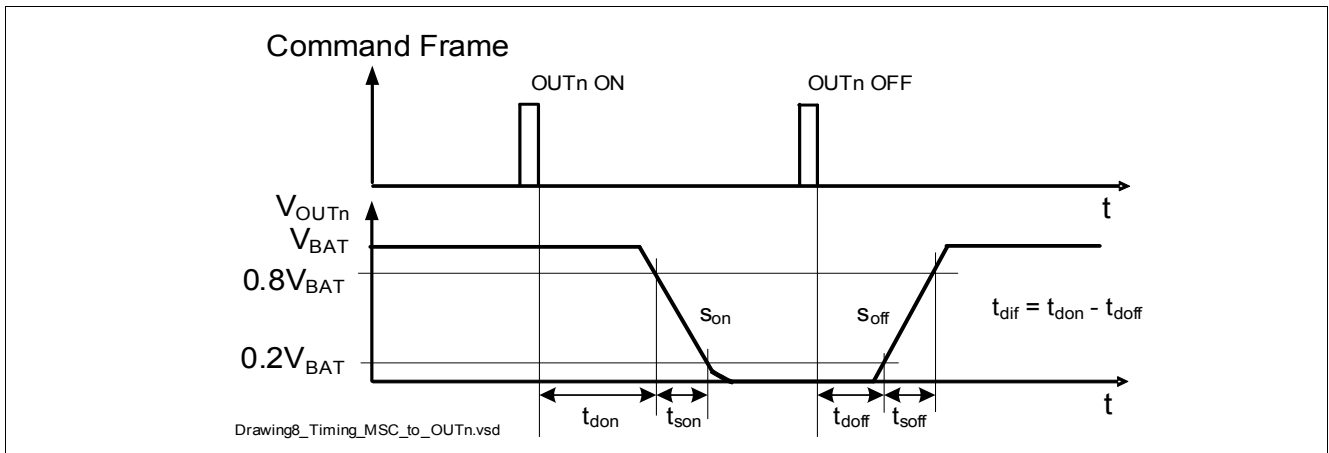 Command Frame
OUTn ON
OUTn OFF
t
VOUTn
VBAT
0.8VBAT
son
soff
tdif = tdon - tdoff
0.2VBAT
t
tdon
tson
tdoff
tsoff
Drawing8_Timing_MSC_to_OUTn.vsd